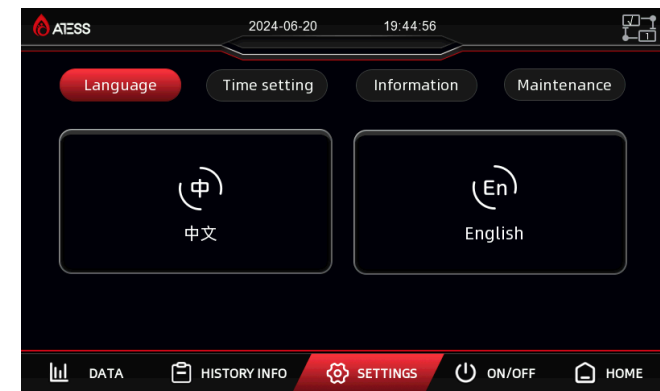 ATESS 2024-06-20 19:44:56
1
Language Time setting Information Maintenance
中 En
中文 English
DATA HISTORY INFO SETTINGS ON/OFF HOME